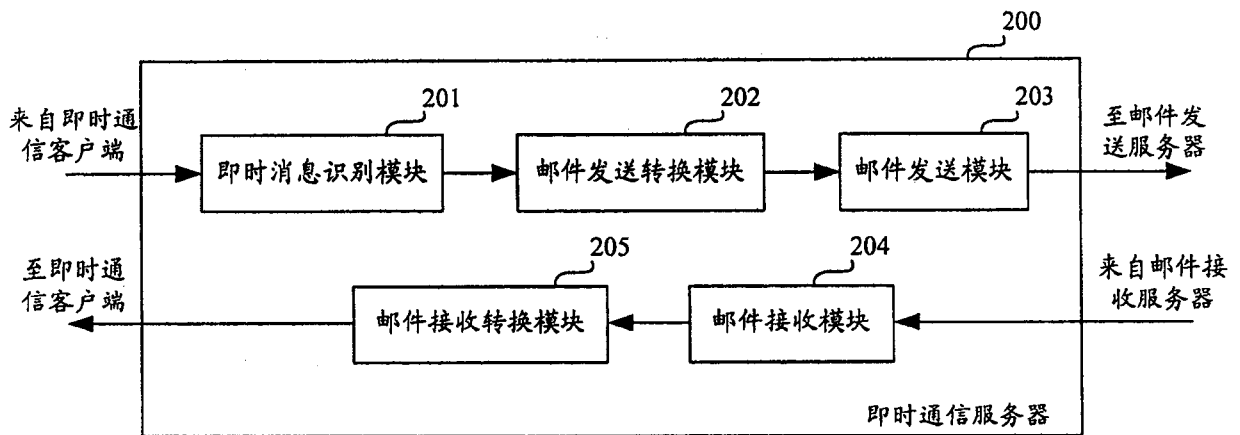 200
201
202
203
来自即时通
信客户端
即时消息识别模块
邮件发送转换模块
邮件发送模块
至邮件发
送服务器
205
204
至即时通
信客户端
邮件接收转换模块
邮件接收模块
来自邮件接
收服务器
即时通信服务器